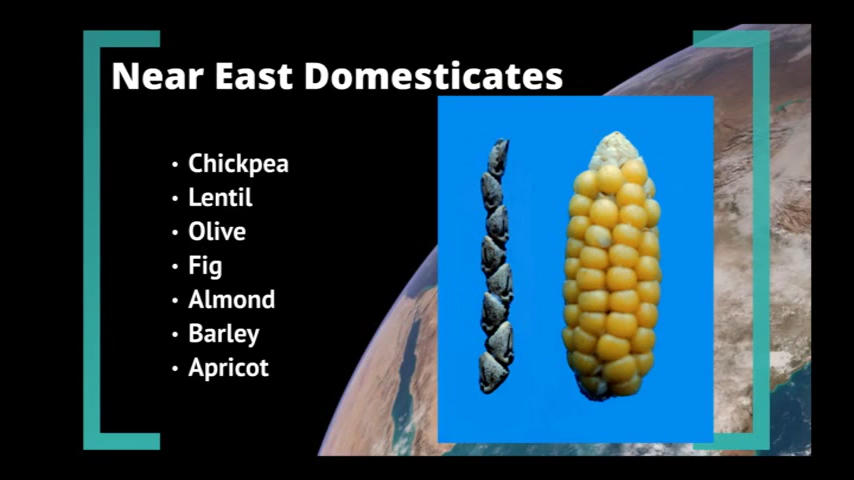 Near East Domesticates
• Chickpea
• Lentil
• Olive
• Fig
• Almond
• Barley
• Apricot